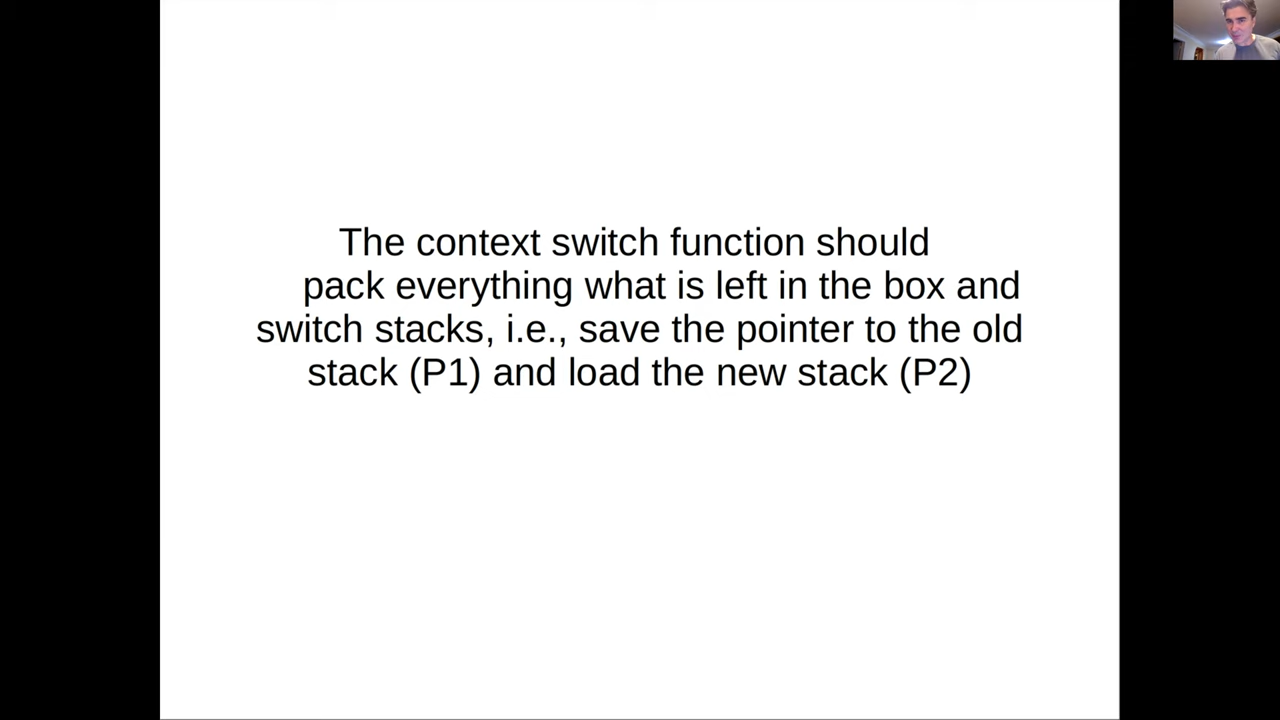 The context switch function should
pack everything what is left in the box and
switch stacks, i.e., save the pointer to the old
stack (P1) and load the new stack (P2)